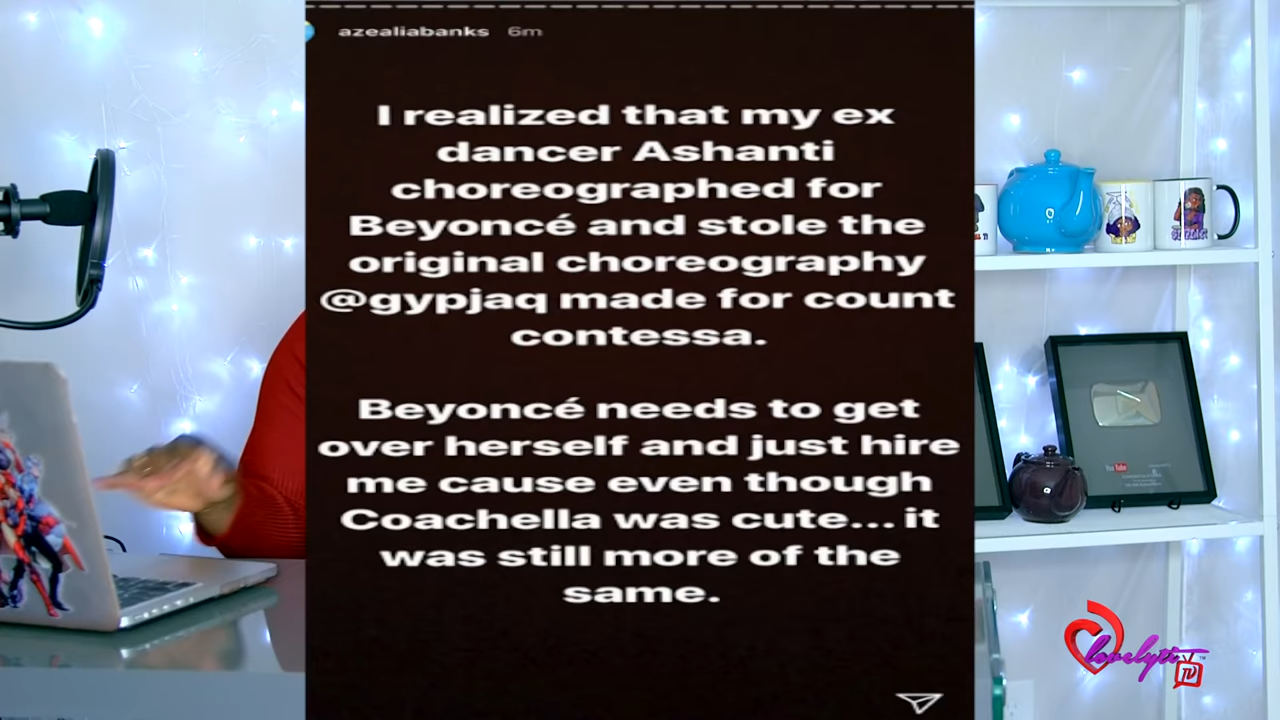 azealiabanks 6m
I realized that my ex
dancer Ashanti
choreographed for
Beyoncé and stole the
original choreography
@gypjaq made for count
contessa.
Beyoncé needs to get
over herself and just hire
me cause even though
Coachella was cute... it
was still more of the
same.
YouTube
lovelyti
TV